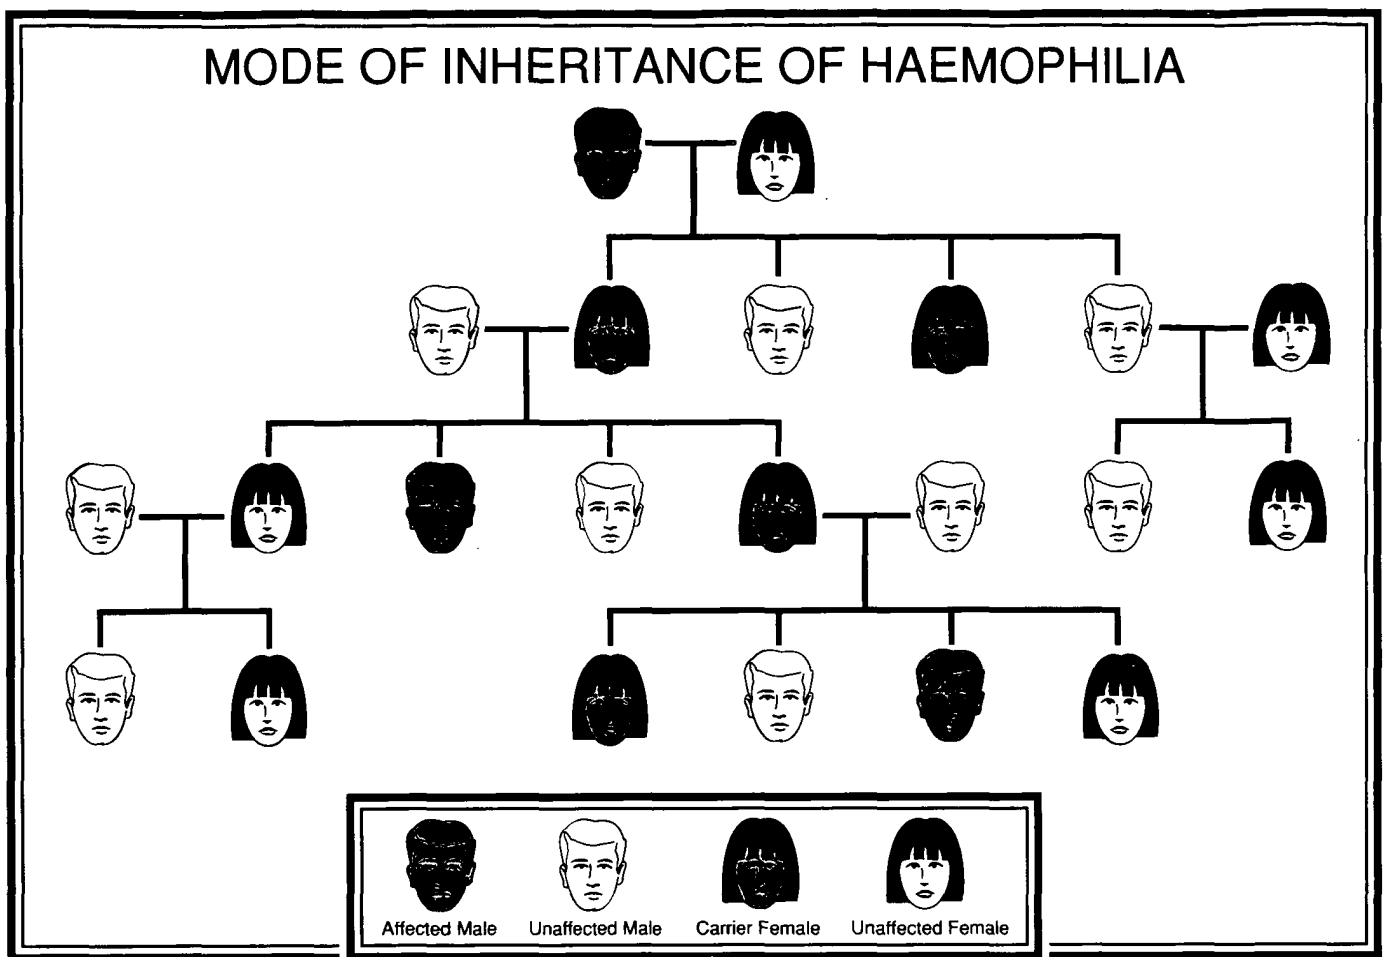 MODE OF INHERITANCE OF HAEMOPHILIA
Affected Male
Unaffected Male
Carrier Female
Unaffected Female